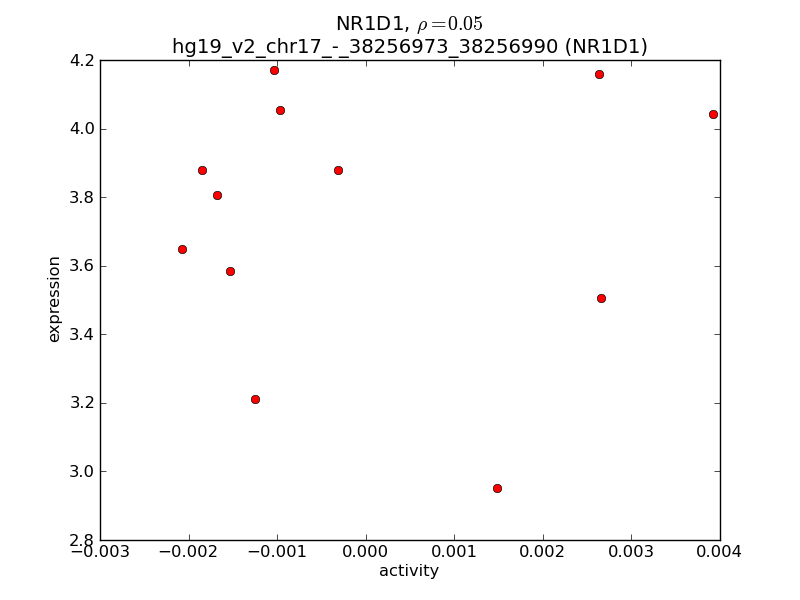 NR1D1, ρ=0.05
hg19_v2_chr17_-_38256973_38256990 (NR1D1)
4.2
4.0
3.8
3.6
3.4
3.2
3.0
2.8
expression
−0.003 −0.002 −0.001 0.000 0.001 0.002 0.003 0.004
activity